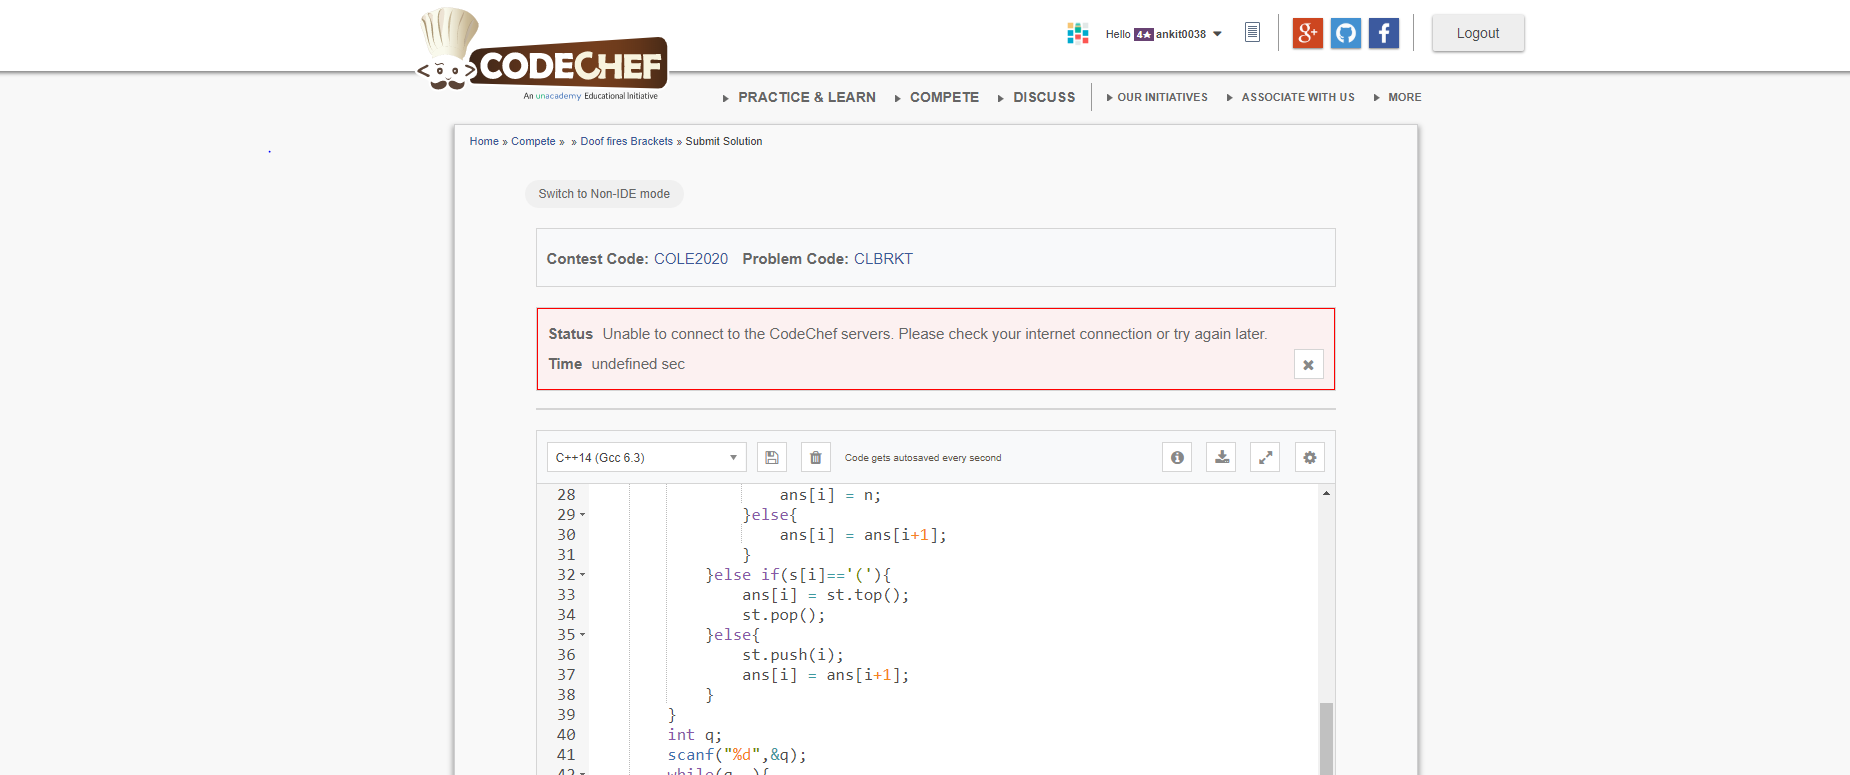 Hello 4★ ankit0038
Logout
CODECHEF
An unacademy Educational Initiative
PRACTICE & LEARN COMPETE DISCUSS OUR INITIATIVES ASSOCIATE WITH US MORE
Home » Compete » » Doof fires Brackets » Submit Solution
Switch to Non-IDE mode
Contest Code: COLE2020 Problem Code: CLBRKT
Status Unable to connect to the CodeChef servers. Please check your internet connection or try again later.
Time undefined sec
C++14 (Gcc 6.3) Code gets autosaved every second
28 ans[i] = n;
29 }else{
30 ans[i] = ans[i+1];
31 }
32 }else if(s[i]=='('){
33 ans[i] = st.top();
34 st.pop();
35 }else{
36 st.push(i);
37 ans[i] = ans[i+1];
38 }
39 }
40 int q;
41 scanf("%d",&q);
42 while(q--){